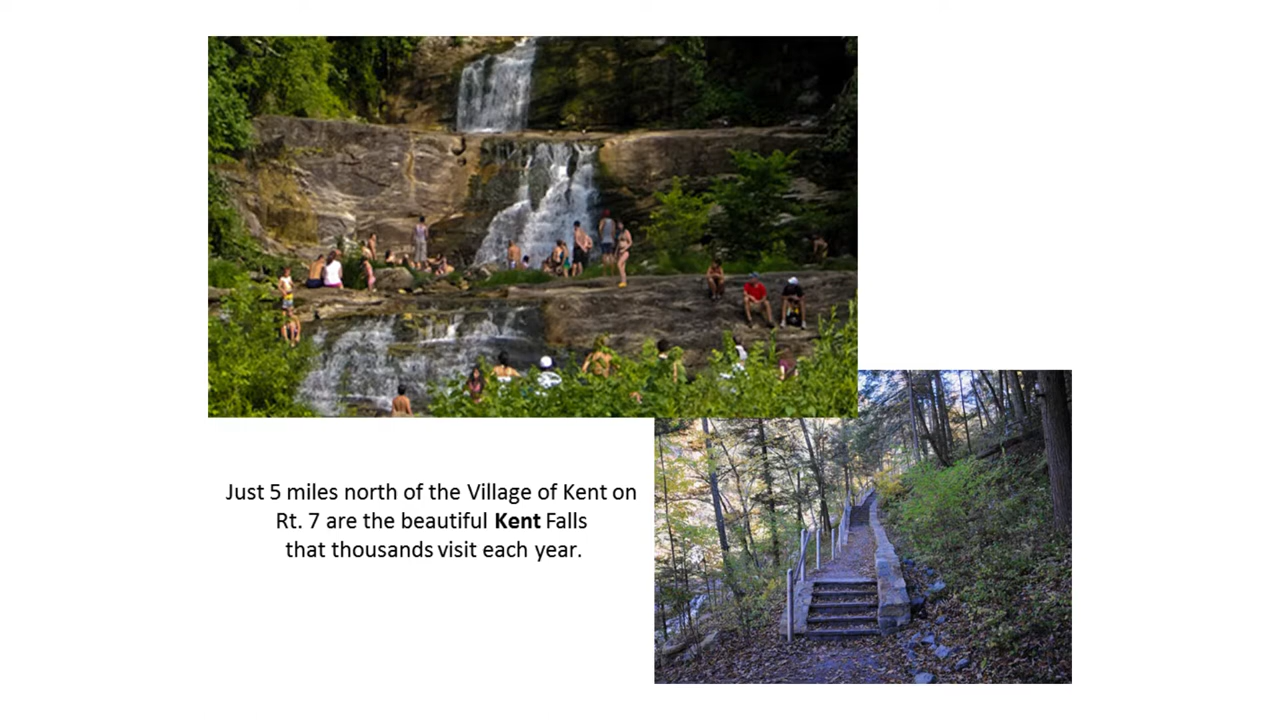 Just 5 miles north of the Village of Kent on
Rt. 7 are the beautiful Kent Falls
that thousands visit each year.